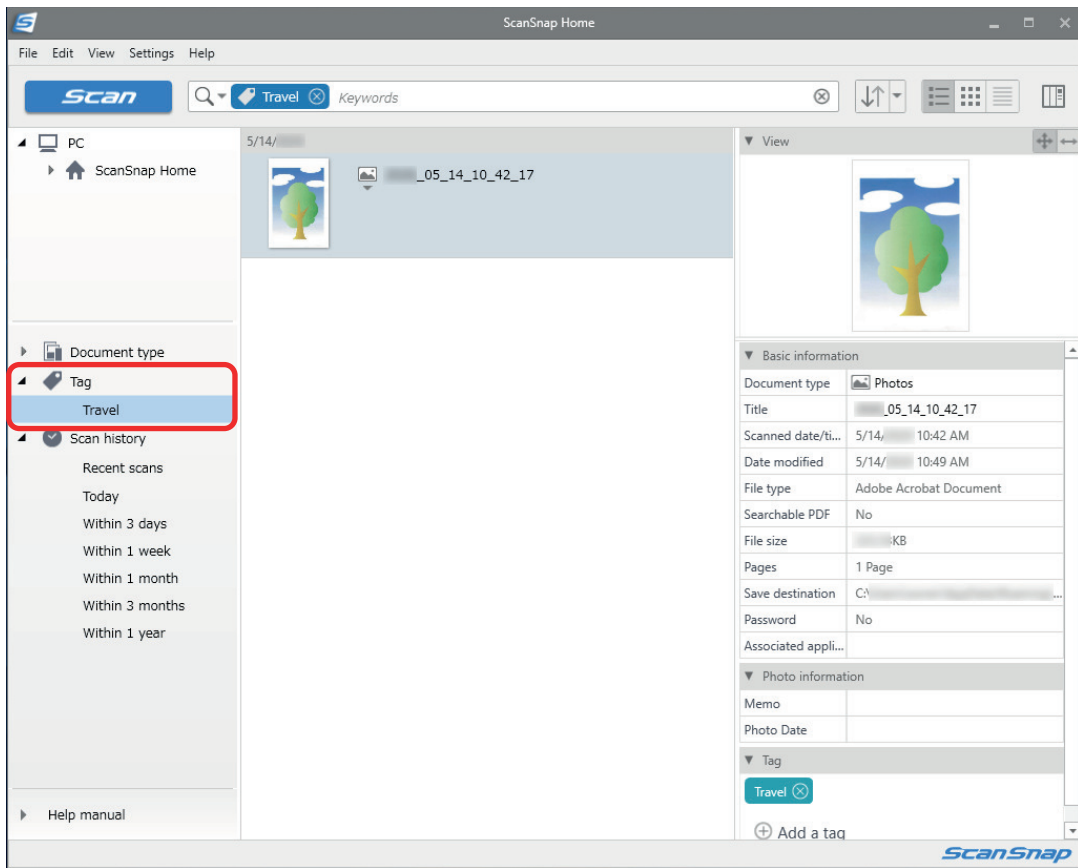 ScanSnap Home
File Edit View Settings Help
Scan
Travel
Keywords
PC
ScanSnap Home
Document type
Tag
Travel
Scan history
Recent scans
Today
Within 3 days
Within 1 week
Within 1 month
Within 3 months
Within 1 year
Help manual
5/14/
_05_14_10_42_17
View
Basic information
Document type Photos
Title _05_14_10_42_17
Scanned date/ti... 5/14/ 10:42 AM
Date modified 5/14/ 10:49 AM
File type Adobe Acrobat Document
Searchable PDF No
File size KB
Pages 1 Page
Save destination C:\ ...
Password No
Associated appli...
Photo information
Memo
Photo Date
Tag
Travel
Add a tag
ScanSnap